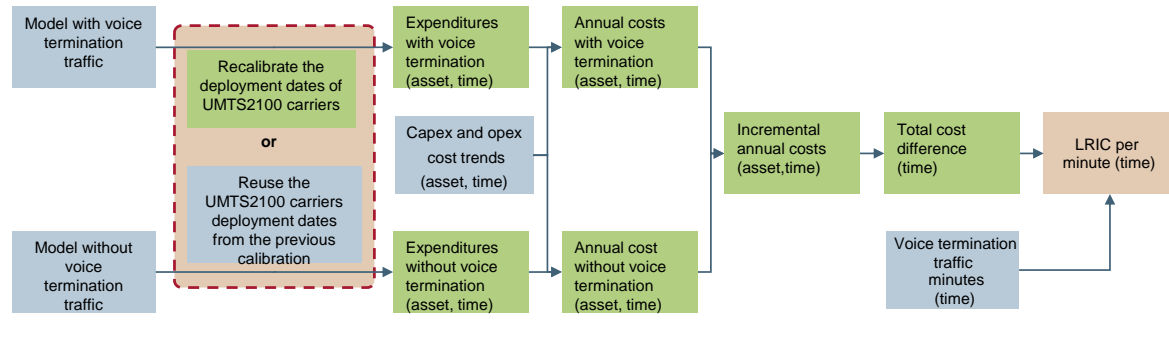 Model with voice
termination
traffic
Recalibrate the
deployment dates of
UMTS2100 carriers
or
Reuse the
UMTS2100 carriers
deployment dates
from the previous
calibration
Model without
voice
termination
traffic
Expenditures
with voice
termination
(asset, time)
Capex and opex
cost trends
(asset, time)
Expenditures
without voice
termination
(asset, time)
Annual costs
with voice
termination
(asset, time)
Annual cost
without voice
termination
(asset, time)
Incremental
annual costs
(asset,time)
Total cost
difference
(time)
LRIC per
minute (time)
Voice termination
traffic
minutes
(time)